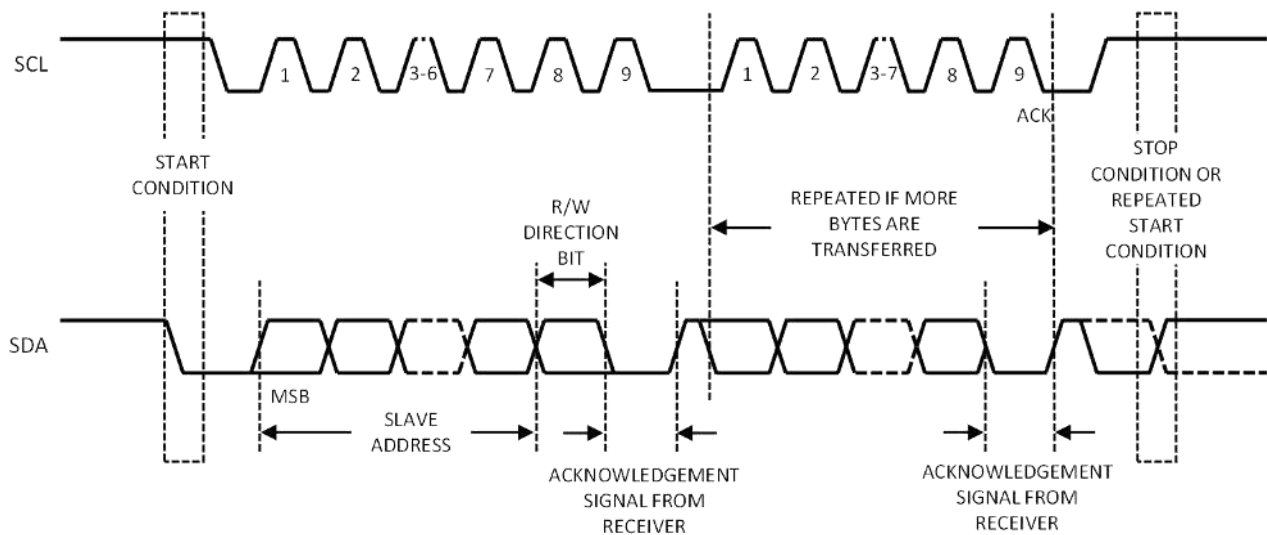 SCL
1 2 3-6 7 8 9 1 2 3-7 8 9
ACK
START
CONDITION
R/W
DIRECTION
BIT
REPEATED IF MORE
BYTES ARE
TRANSFERRED
STOP
CONDITION OR
REPEATED
START
CONDITION
SDA
MSB
SLAVE
ADDRESS
ACKNOWLEDGEMENT
SIGNAL FROM
RECEIVER
ACKNOWLEDGEMENT
SIGNAL FROM
RECEIVER